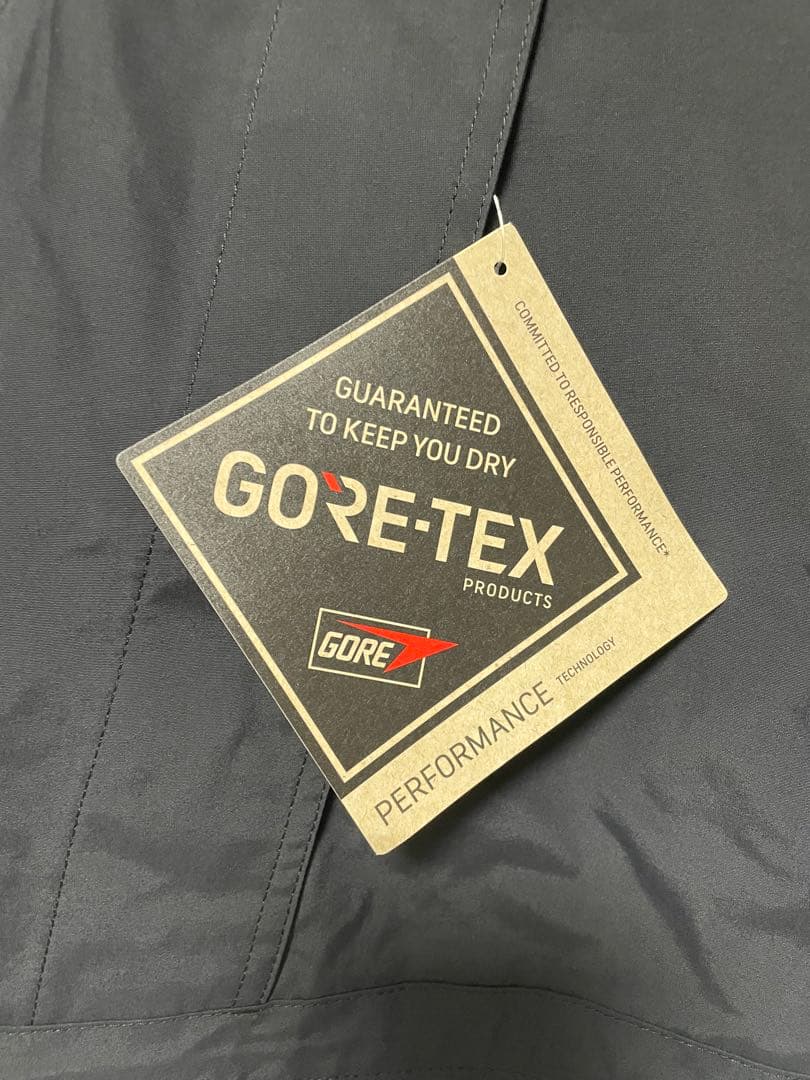 GUARANTEED
TO KEEP YOU DRY
GORE-TEX
PRODUCTS
GORE
PERFORMANCE TECHNOLOGY
COMMITTED TO RESPONSIBLE PERFORMANCE*